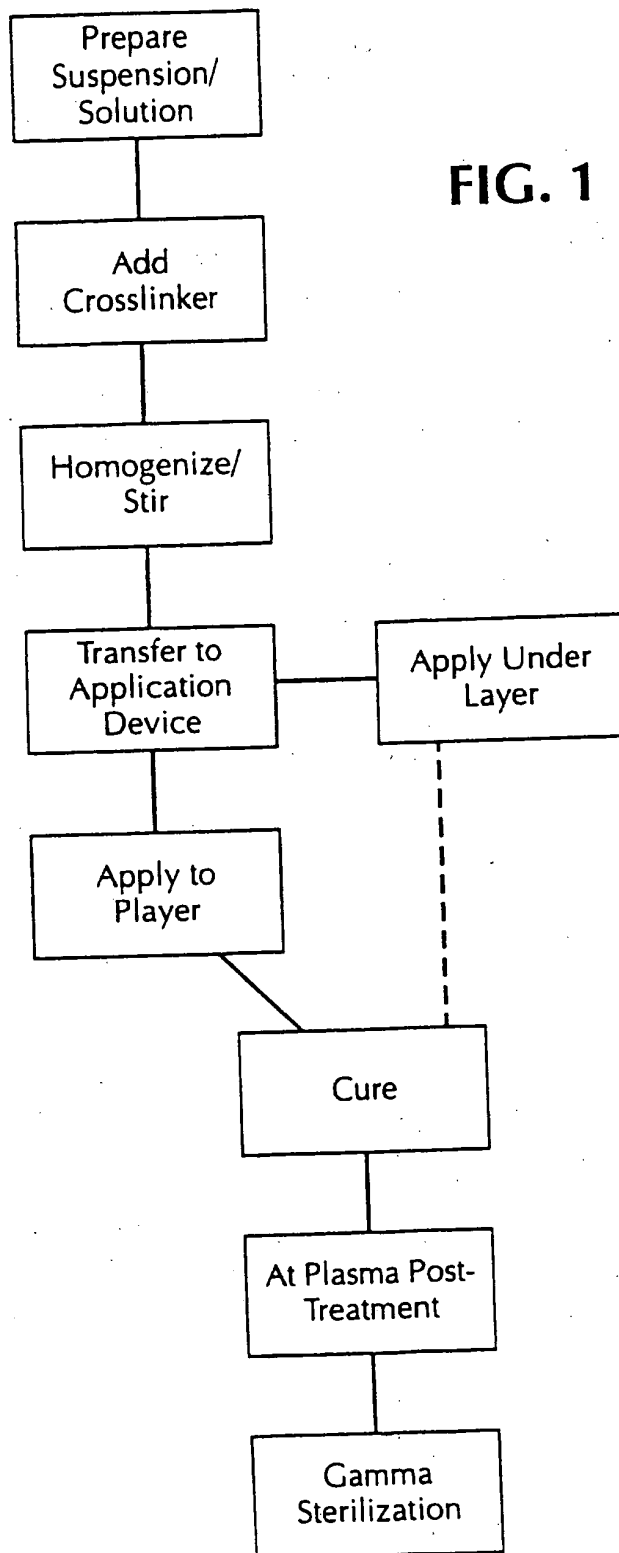 Prepare
Suspension/
Solution
FIG. 1
Add
Crosslinker
Homogenize/
Stir
Transfer to
Application
Device
Apply Under
Layer
Apply to
Player
Cure
At Plasma Post-
Treatment
Gamma
Sterilization